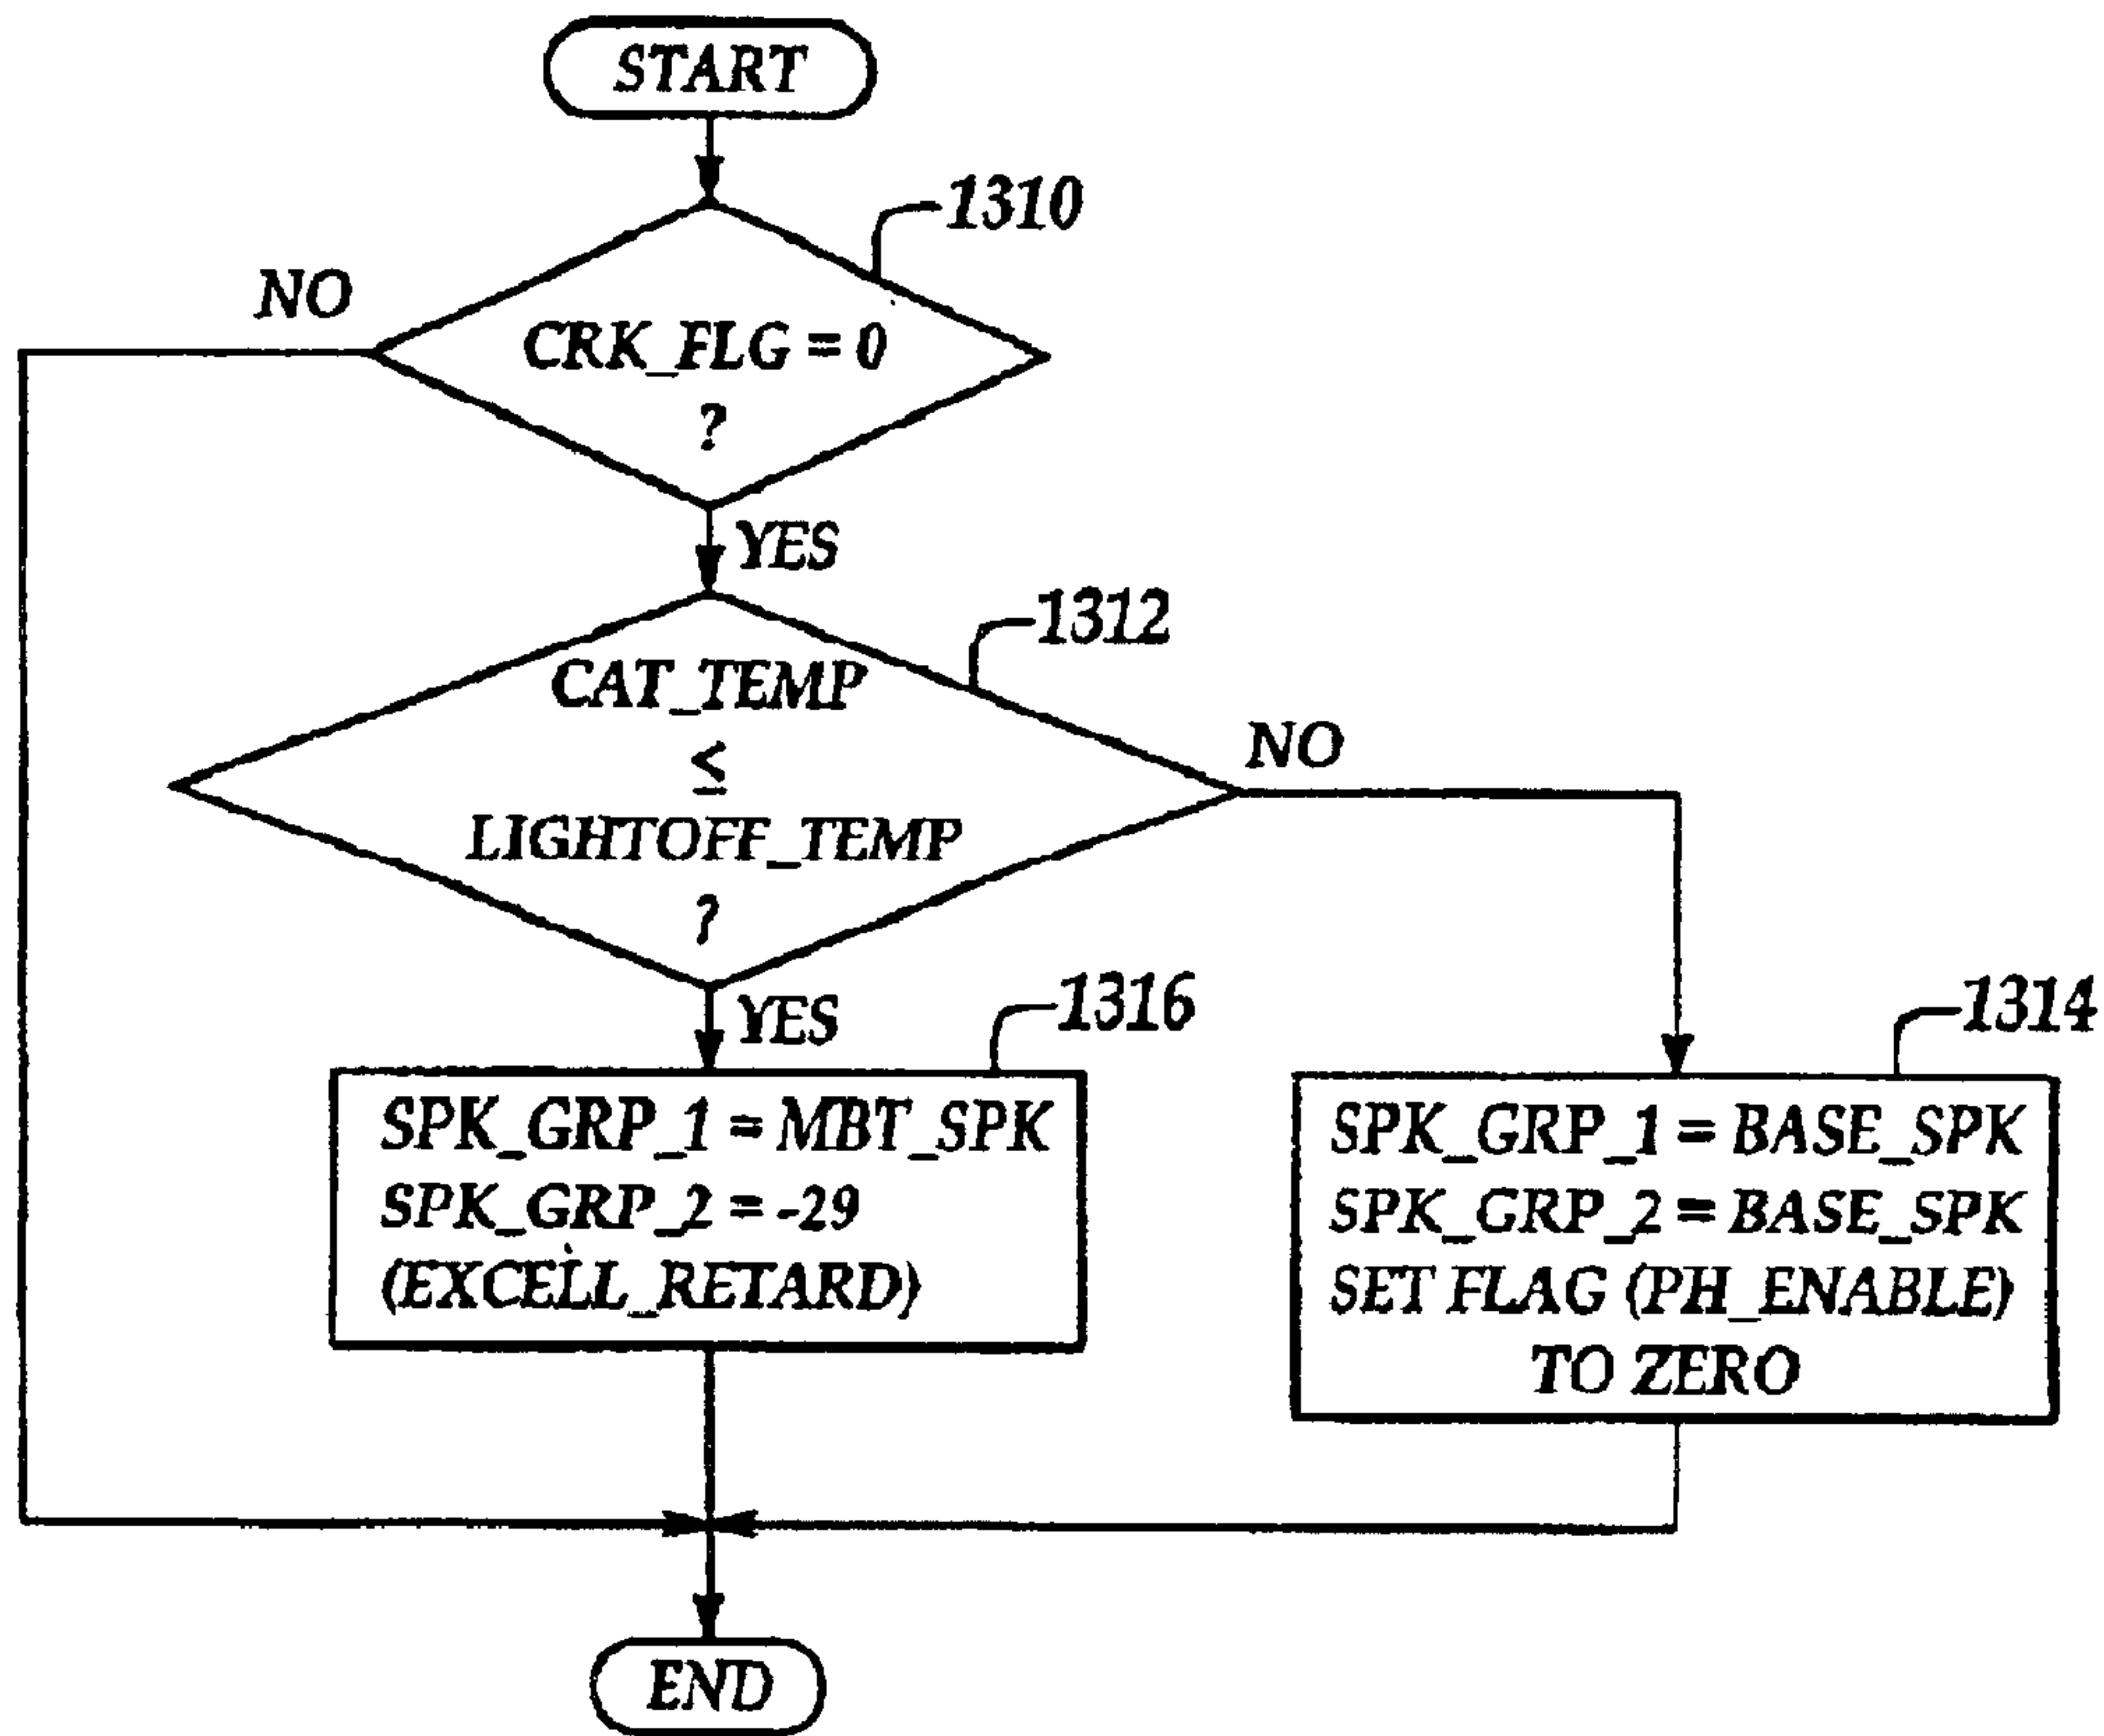 START
1310
NO
CRK_FLG = 0
?
YES
1312
CAT_TEMP
≤
LIGHTOFF_TEMP
?
NO
YES
1316
SPK_GRP_1 = MBT_SPK
SPK_GRP_2 = -29
(EXCELL_RETARD)
1314
SPK_GRP_1 = BASE_SPK
SPK_GRP_2 = BASE_SPK
SET FLAG (PH_ENABLE)
TO ZERO
END